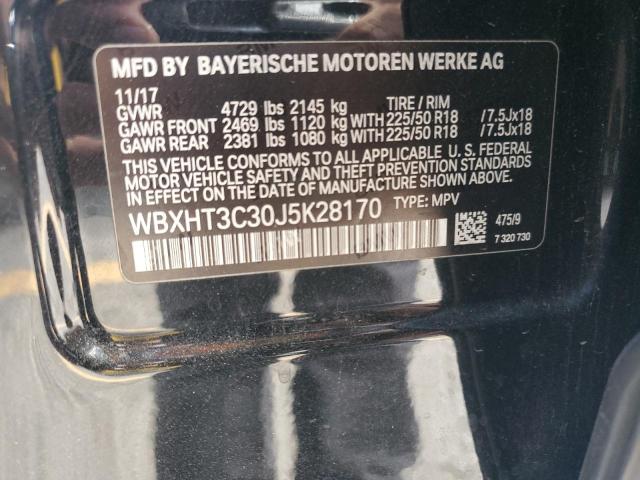 MFD BY BAYERISCHE MOTOREN WERKE AG
11/17
GVWR 4729 lbs 2145 kg TIRE / RIM
GAWR FRONT 2469 lbs 1120 kg WITH 225/50 R18 / 7.5Jx18
GAWR REAR 2381 lbs 1080 kg WITH 225/50 R18 / 7.5Jx18
THIS VEHICLE CONFORMS TO ALL APPLICABLE U. S. FEDERAL
MOTOR VEHICLE SAFETY AND THEFT PREVENTION STANDARDS
IN EFFECT ON THE DATE OF MANUFACTURE SHOWN ABOVE.
WBXHT3C30J5K28170 TYPE: MPV
475/9
7 320 730